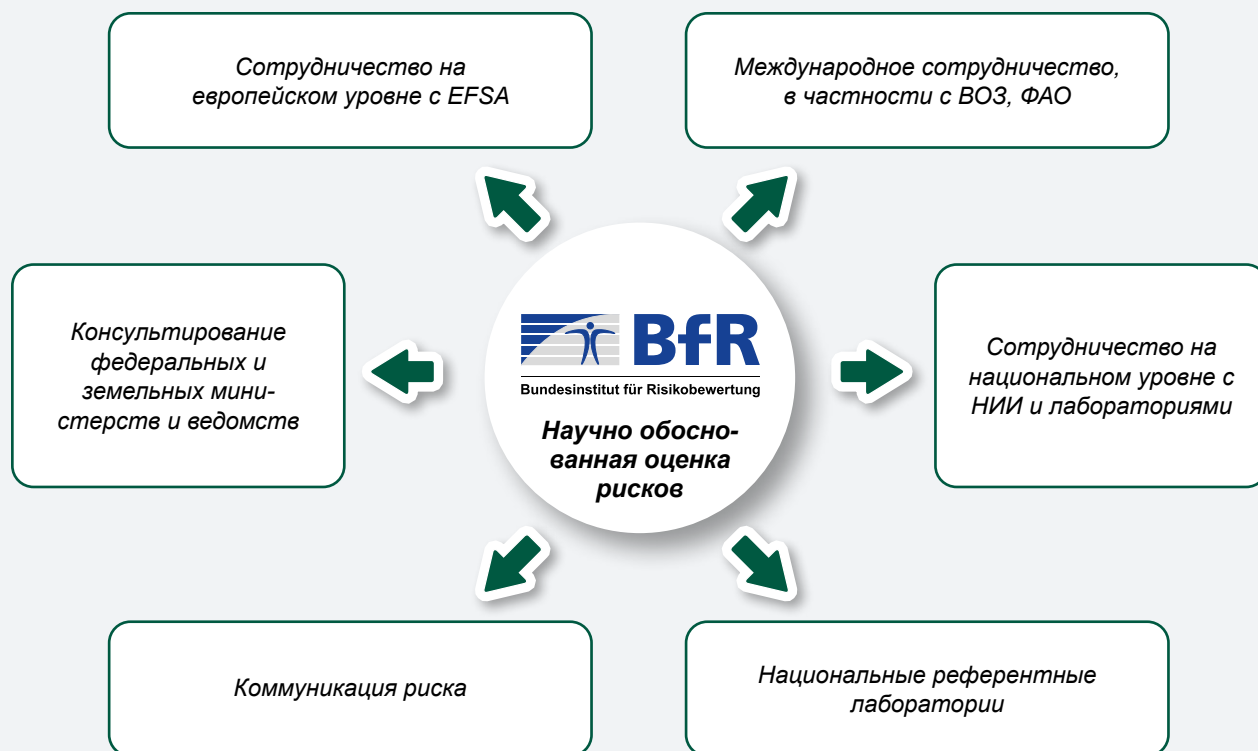 Сотрудничество на
европейском уровне с EFSA
Международное сотрудничество,
в частности с ВОЗ, ФАО
Консультирование
федеральных и
земельных мини-
стерств и ведомств
BfR
Bundesinstitut für Risikobewertung
Научно обосно-
ванная оценка
рисков
Сотрудничество на
национальном уровне с
НИИ и лабораториями
Коммуникация риска
Национальные референтные
лаборатории